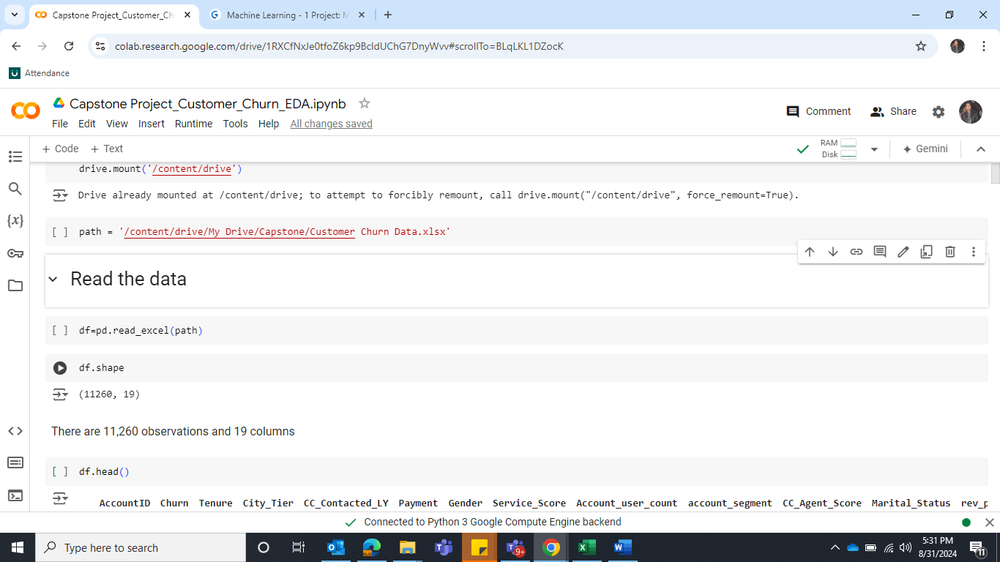 Capstone Project_Customer_Ch
Machine Learning - 1 Project: M
colab.research.google.com/drive/1RXCfNxJe0tfoZ6kp9BcldUChG7DnyWvv#scrollTo=BLqLKL1DZocK
Attendance
Capstone Project_Customer_Churn_EDA.ipynb
File Edit View Insert Runtime Tools Help All changes saved
Comment Share
+ Code + Text
RAM
Disk
Gemini
drive.mount('/content/drive')
Drive already mounted at /content/drive; to attempt to forcibly remount, call drive.mount("/content/drive", force_remount=True).
[ ] path = '/content/drive/My Drive/Capstone/Customer Churn Data.xlsx'
Read the data
[ ] df=pd.read_excel(path)
df.shape
(11260, 19)
There are 11,260 observations and 19 columns
[ ] df.head()
AccountID Churn Tenure City_Tier CC_Contacted_LY Payment Gender Service_Score Account_user_count account_segment CC_Agent_Score Marital_Status rev_p
Connected to Python 3 Google Compute Engine backend
Type here to search
9+
5:31 PM
8/31/2024
11